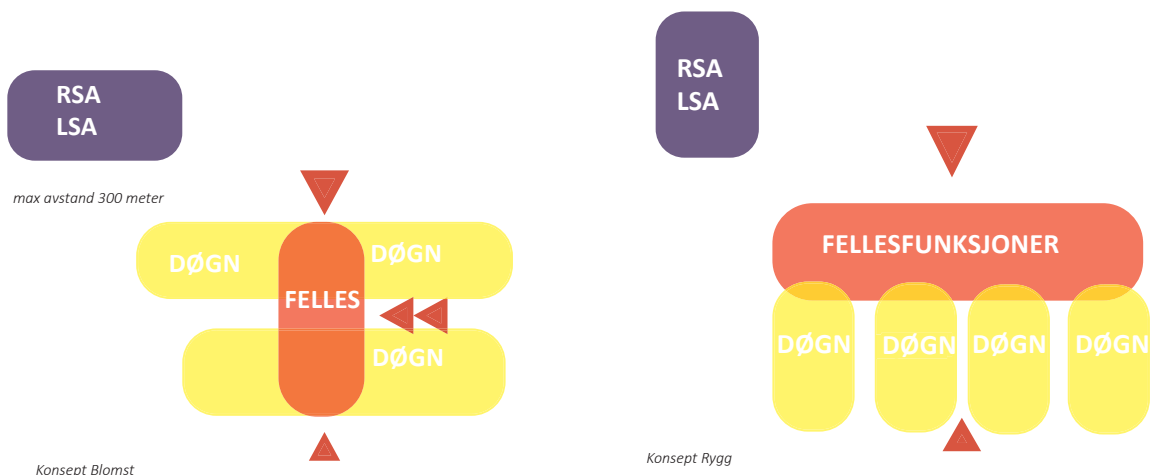 RSA
LSA
max avstand 300 meter
DØGN
DØGN
FELLES
DØGN
Konsept Blomst
RSA
LSA
FELLESFUNKSJONER
DØGN
DØGN
DØGN
DØGN
Konsept Rygg